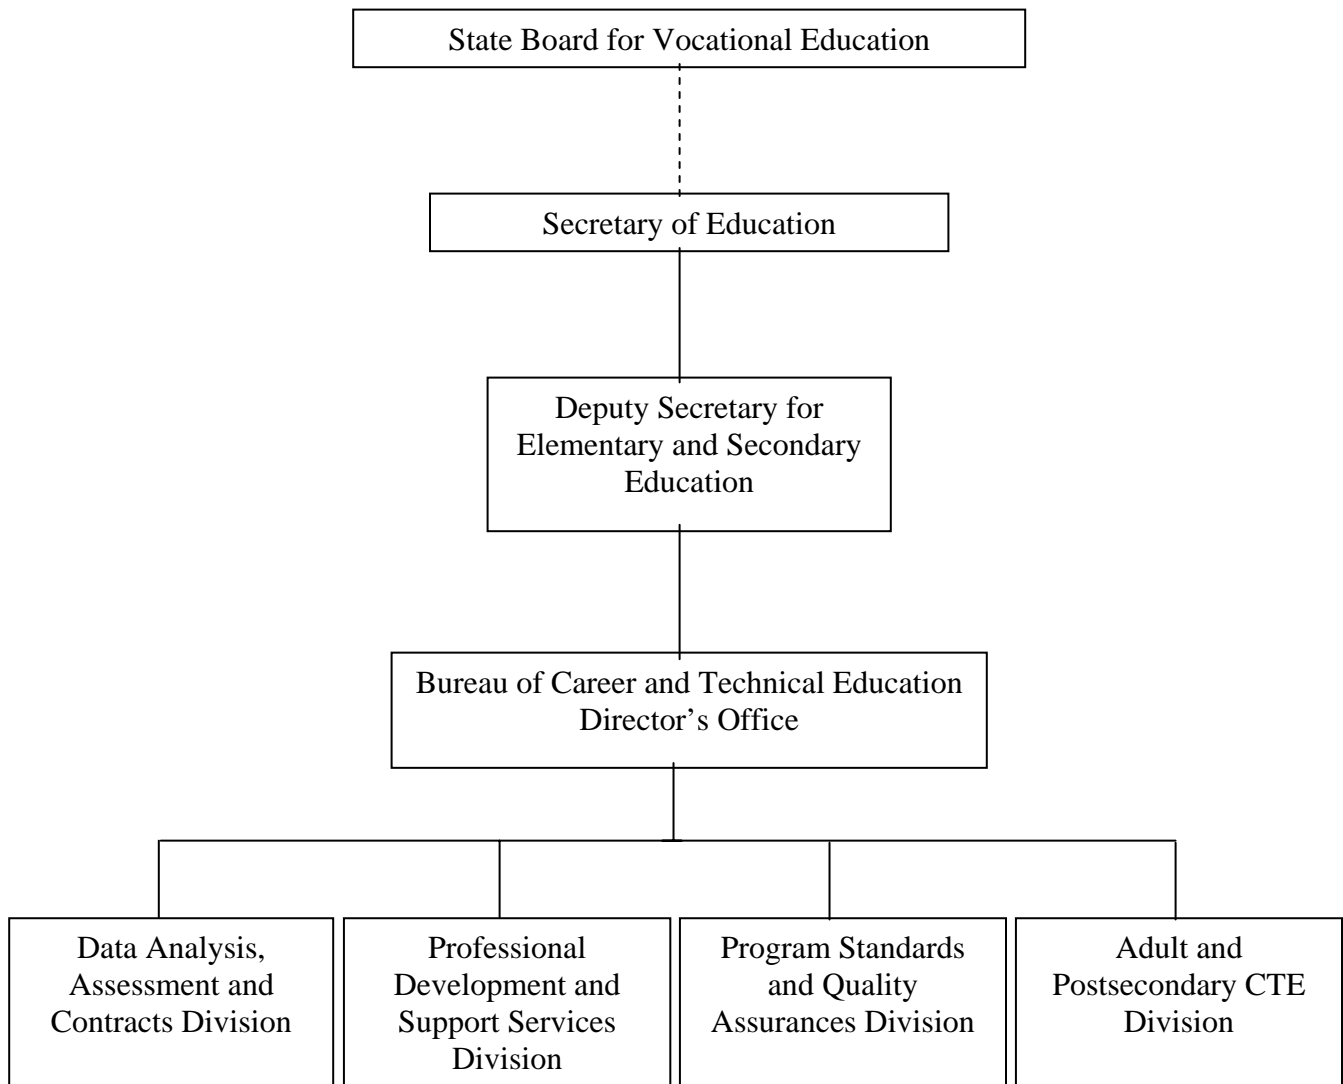 State Board for Vocational Education
Secretary of Education
Deputy Secretary for
Elementary and Secondary
Education
Bureau of Career and Technical Education
Director’s Office
Data Analysis,
Assessment and
Contracts Division
Professional
Development and
Support Services
Division
Program Standards
and Quality
Assurances Division
Adult and
Postsecondary CTE
Division